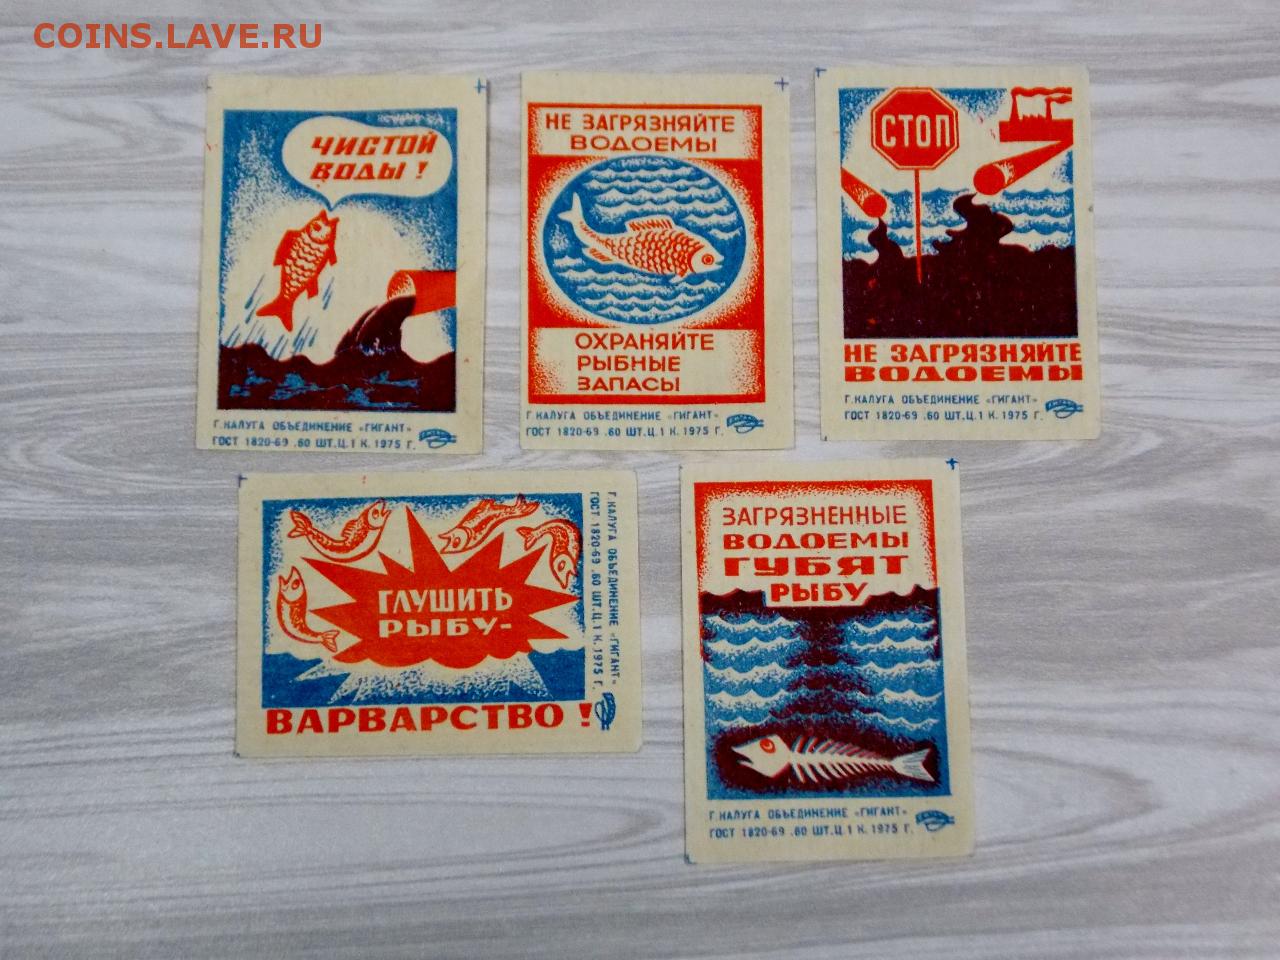 COINS.LAVE.RU
ЧИСТОЙ
ВОДЫ!
Г. КАЛУГА ОБЪЕДИНЕНИЕ «ГИГАНТ»
ГОСТ 1820-69 .60 ШТ.Ц.1 К. 1975 Г.
НЕ ЗАГРЯЗНЯЙТЕ
ВОДОЕМЫ
ОХРАНЯЙТЕ
РЫБНЫЕ
ЗАПАСЫ
Г. КАЛУГА ОБЪЕДИНЕНИЕ «ГИГАНТ»
ГОСТ 1820-69 .60 ШТ.Ц.1 К. 1975 Г.
СТОП
НЕ ЗАГРЯЗНЯЙТЕ
ВОДОЕМЫ
Г. КАЛУГА ОБЪЕДИНЕНИЕ «ГИГАНТ»
ГОСТ 1820-69 .60 ШТ.Ц.1 К. 1975 Г.
ГЛУШИТЬ
РЫБУ-
ВАРВАРСТВО!
Г. КАЛУГА ОБЪЕДИНЕНИЕ "ГИГАНТ"
ГОСТ 1820-69 .60 ШТ.Ц.1 К. 1975 Г.
ЗАГРЯЗНЕННЫЕ
ВОДОЕМЫ
ГУБЯТ
РЫБУ
Г. КАЛУГА ОБЪЕДИНЕНИЕ «ГИГАНТ»
ГОСТ 1820-69 .60 ШТ.Ц.1 К. 1975 Г.